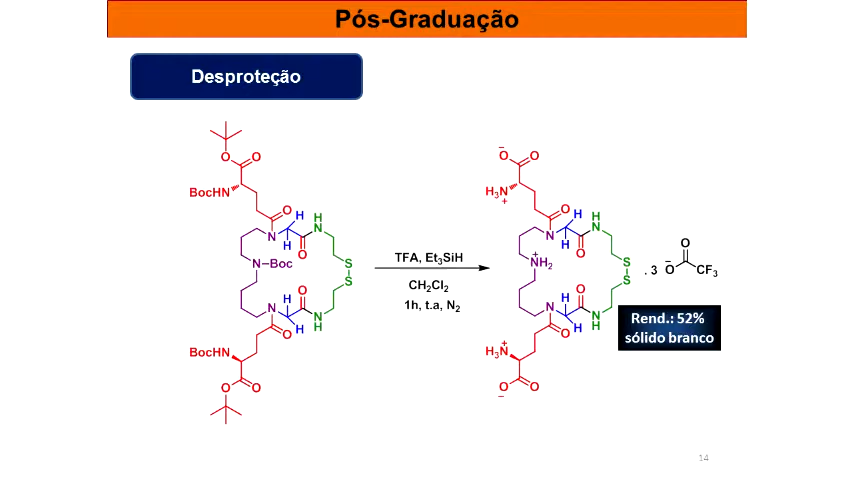 Pós-Graduação
Desproteção
O O
BocHN
O
N H H
H O
N
H
N–Boc
S
S
O H
N
H
N H
O
BocHN
O O
TFA, Et₃SiH
CH₂Cl₂
1h, t.a, N₂
− O O
H₃N +
O
N H H
H O
N
H
+ NH₂
S
S
O H
N
H
N H
O
H₃N +
O O −
. 3 − O O CF₃
Rend.: 52%
sólido branco
14